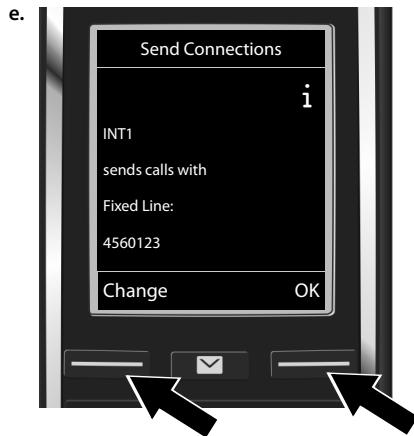 e.
Send Connections
i
INT1
sends calls with
Fixed Line:
4560123
Change OK